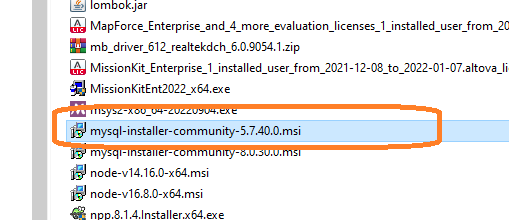 lombok.jar
MapForce_Enterprise_and_4_more_evaluation_licenses_1_installed_user_from_20
mb_driver_612_realtekdch_6.0.9054.1.zip
MissionKit_Enterprise_1_installed_user_from_2021-12-08_to_2022-01-07.altova_li
MissionKitEnt2022_x64.exe
msys2-x86_64-20220904.exe
mysql-installer-community-5.7.40.0.msi
mysql-installer-community-8.0.30.0.msi
node-v14.16.0-x64.msi
node-v16.8.0-x64.msi
npp.8.1.4.Installer.x64.exe